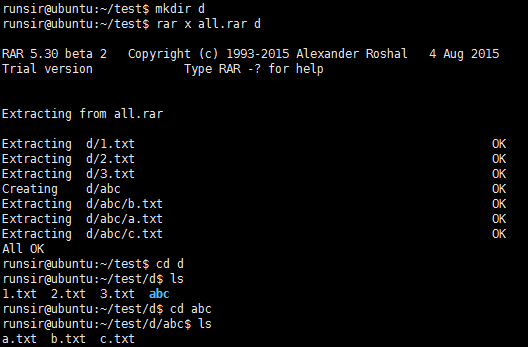 runsir@ubuntu:~/test$ mkdir d
runsir@ubuntu:~/test$ rar x all.rar d
RAR 5.30 beta 2   Copyright (c) 1993-2015 Alexander Roshal   4 Aug 2015
Trial version             Type RAR -? for help
Extracting from all.rar
Extracting  d/1.txt                                                   OK
Extracting  d/2.txt                                                   OK
Extracting  d/3.txt                                                   OK
Creating    d/abc                                                     OK
Extracting  d/abc/b.txt                                               OK
Extracting  d/abc/a.txt                                               OK
Extracting  d/abc/c.txt                                               OK
All OK
runsir@ubuntu:~/test$ cd d
runsir@ubuntu:~/test/d$ ls
1.txt  2.txt  3.txt  abc
runsir@ubuntu:~/test/d$ cd abc
runsir@ubuntu:~/test/d/abc$ ls
a.txt  b.txt  c.txt